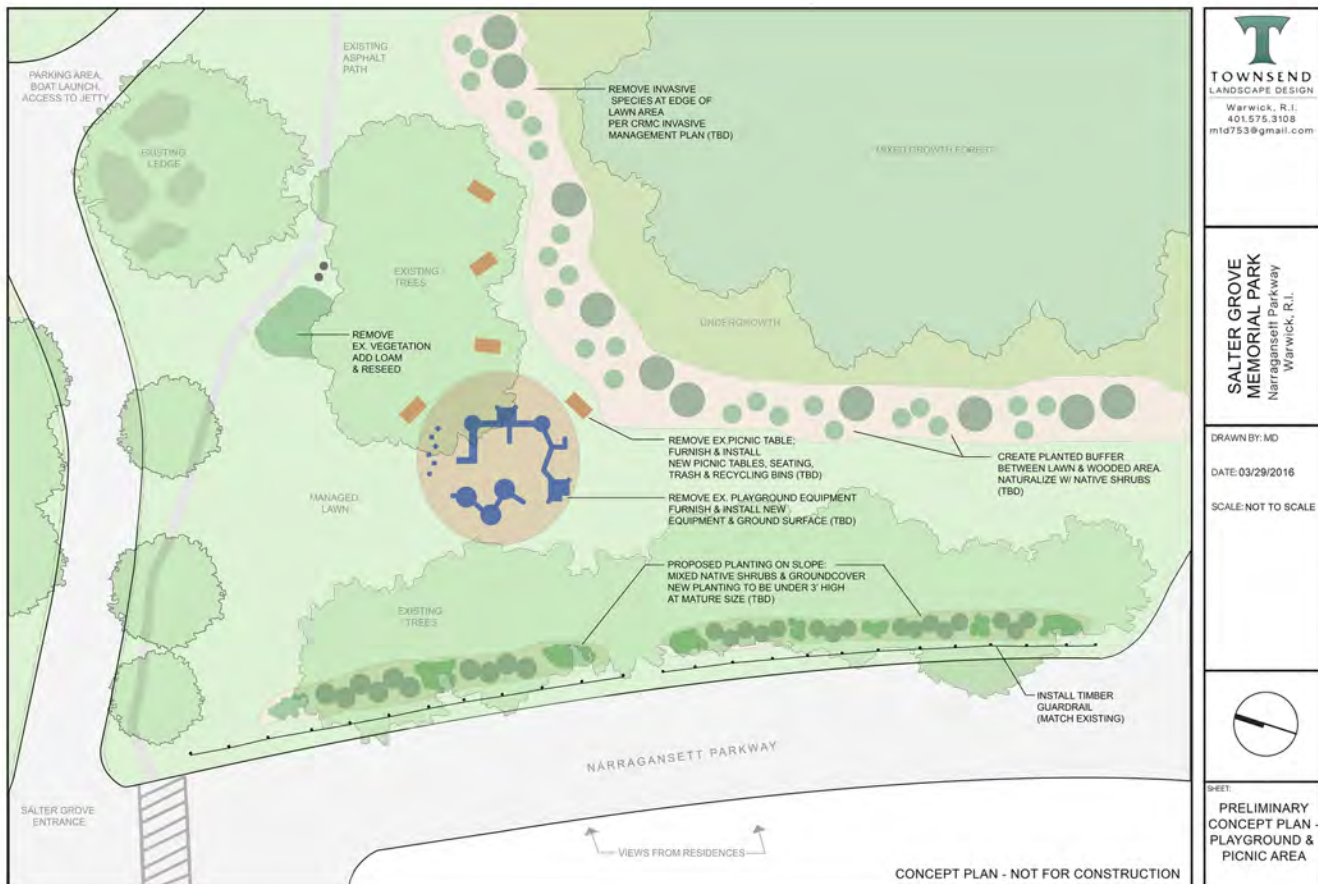 PARKING AREA,
BOAT LAUNCH,
ACCESS TO JETTY
EXISTING
ASPHALT
PATH
EXISTING
LEDGE
REMOVE INVASIVE
SPECIES AT EDGE OF
LAWN AREA
PER CRMC INVASIVE
MANAGEMENT PLAN (TBD)
MIXED GROWTH FOREST
EXISTING
TREES
UNDERGROWTH
REMOVE
EX. VEGETATION
ADD LOAM
& RESEED
REMOVE EX.PICNIC TABLE;
FURNISH & INSTALL
NEW PICNIC TABLES, SEATING,
TRASH & RECYCLING BINS (TBD)
CREATE PLANTED BUFFER
BETWEEN LAWN & WOODED AREA.
NATURALIZE W/ NATIVE SHRUBS
(TBD)
MANAGED
LAWN
REMOVE EX. PLAYGROUND EQUIPMENT
FURNISH & INSTALL NEW
EQUIPMENT & GROUND SURFACE (TBD)
PROPOSED PLANTING ON SLOPE:
MIXED NATIVE SHRUBS & GROUNDCOVER
NEW PLANTING TO BE UNDER 3' HIGH
AT MATURE SIZE (TBD)
EXISTING
TREES
INSTALL TIMBER
GUARDRAIL
(MATCH EXISTING)
NARRAGANSETT PARKWAY
SALTER GROVE
ENTRANCE
VIEWS FROM RESIDENCES
CONCEPT PLAN - NOT FOR CONSTRUCTION
TOWNSEND
LANDSCAPE DESIGN
Warwick, R.I.
401.575.3108
mld753@gmail.com
SALTER GROVE
MEMORIAL PARK
Narragansett Parkway
Warwick, R.I.
DRAWN BY: MD
DATE: 03/29/2016
SCALE: NOT TO SCALE
SHEET:
PRELIMINARY
CONCEPT PLAN -
PLAYGROUND &
PICNIC AREA